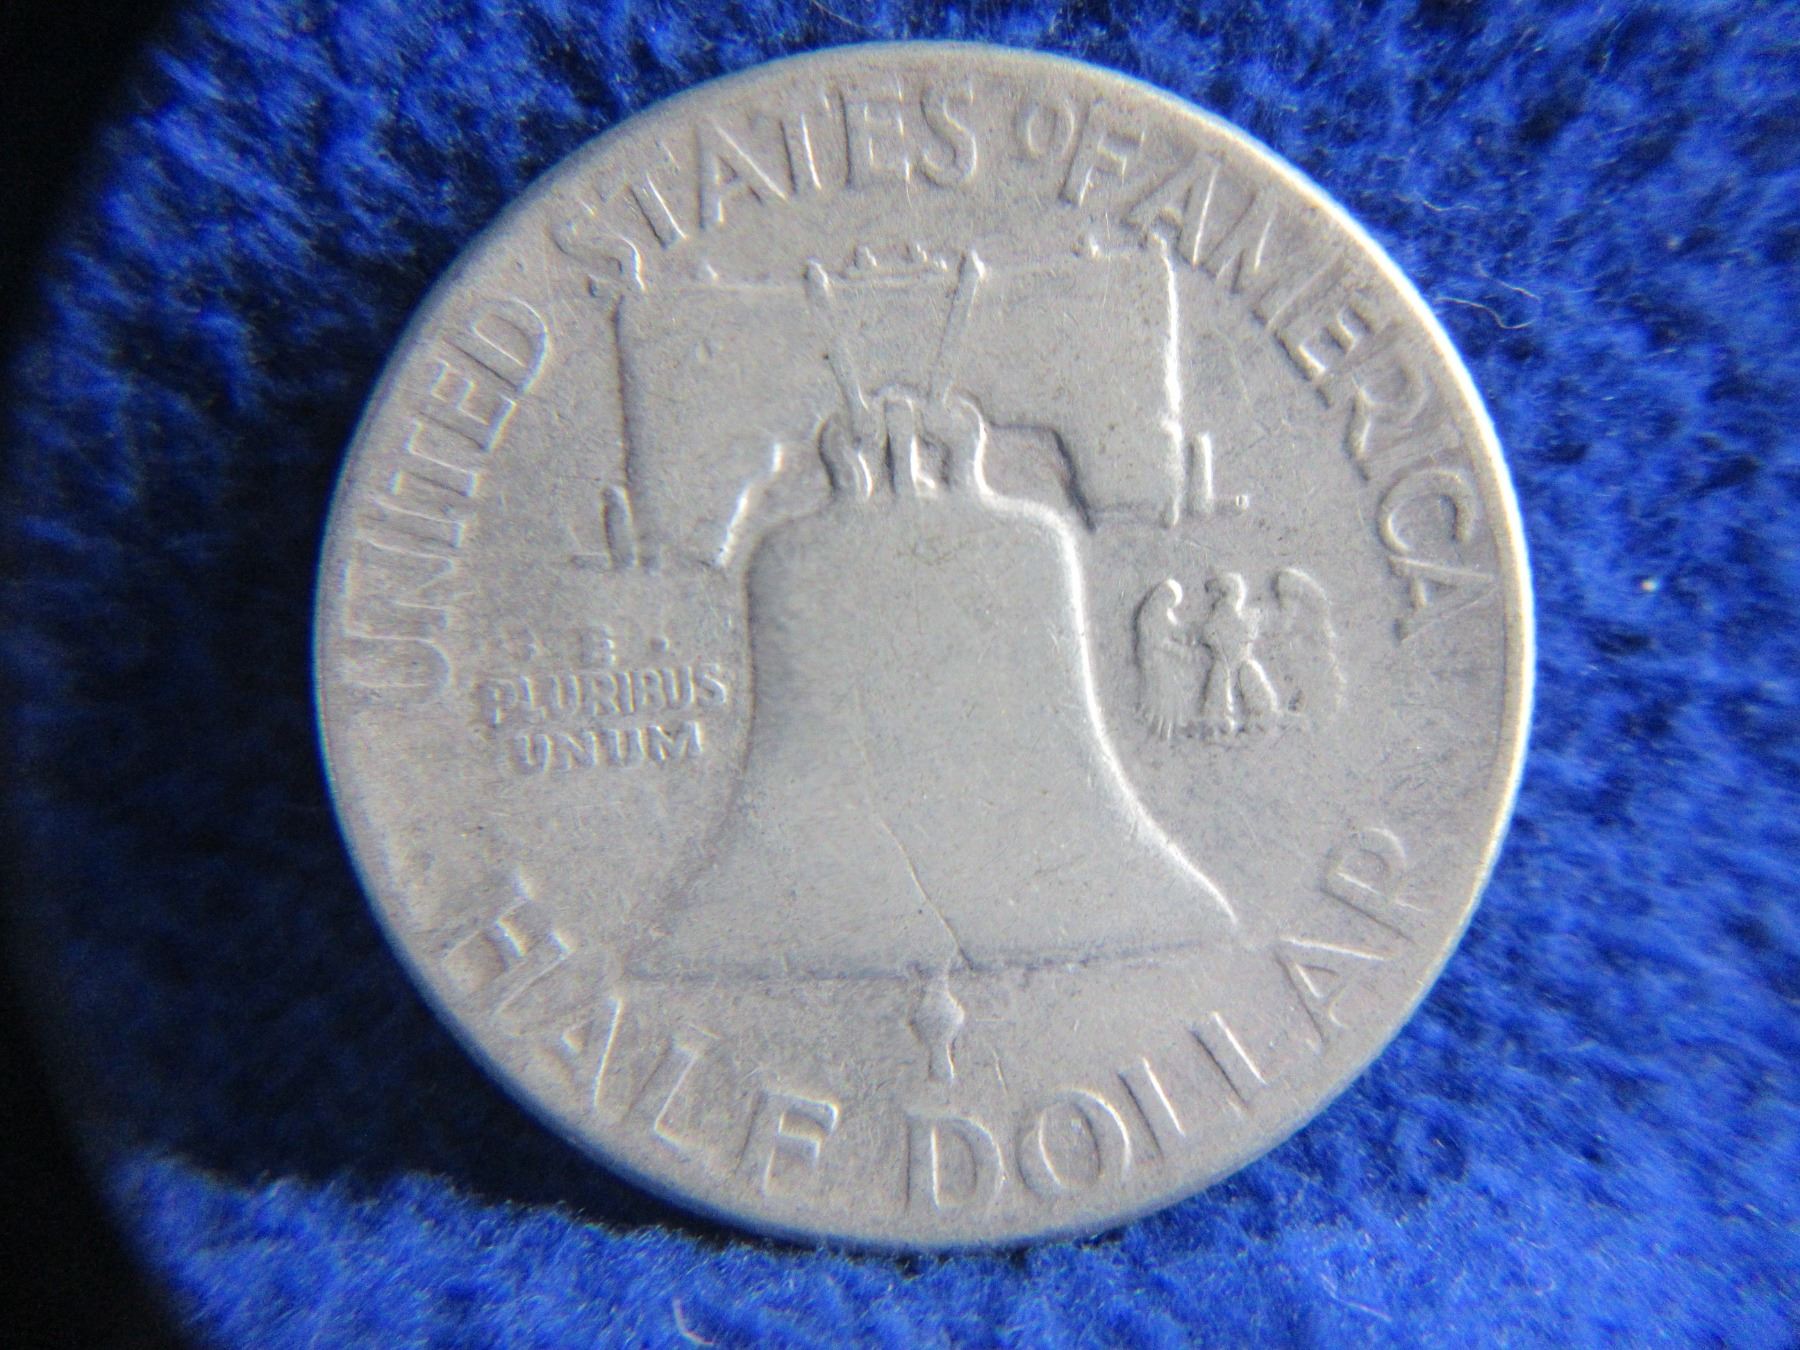 UNITED STATES OF AMERICA
·E·
PLURIBUS
UNUM
HALF DOLLAR